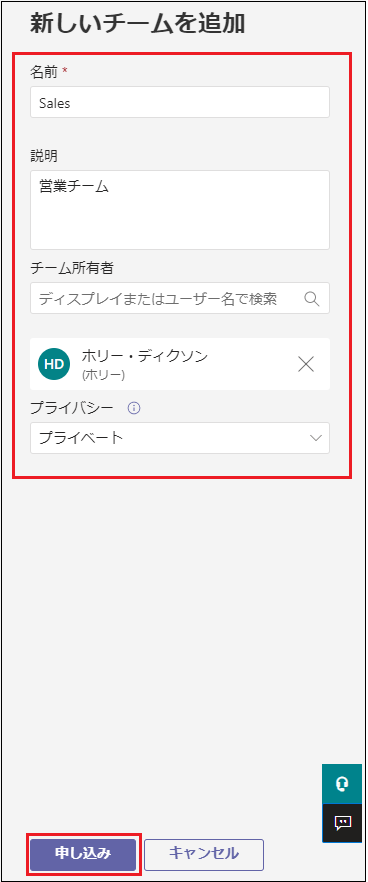 新しいチームを追加
名前 *
Sales
説明
営業チーム
チーム所有者
ディスプレイまたはユーザー名で検索
HD
ホリー・ディクソン
(ホリー)
プライバシー
プライベート
申し込み
キャンセル